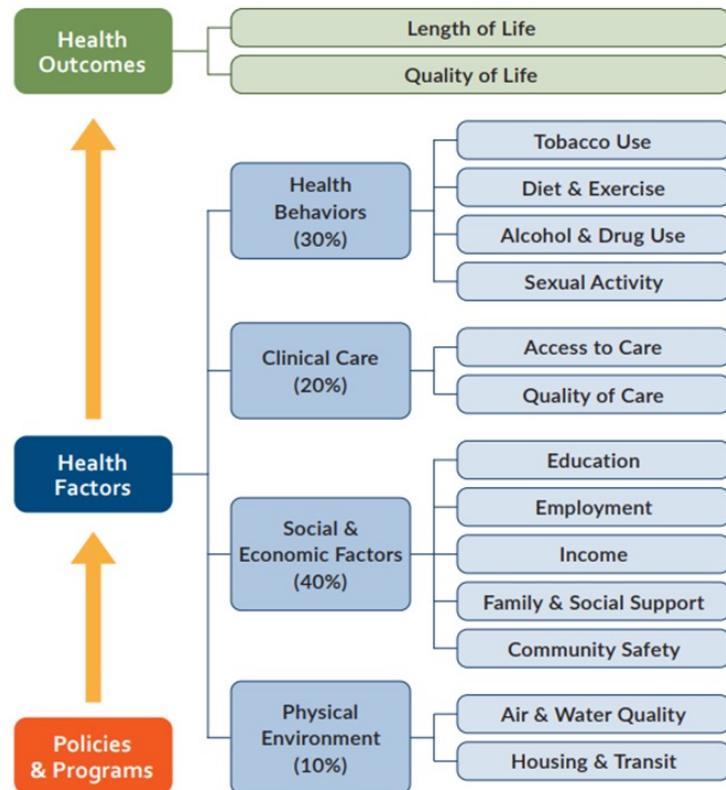 Health
Outcomes
Length of Life
Quality of Life
Health
Behaviors
(30%)
Tobacco Use
Diet & Exercise
Alcohol & Drug Use
Sexual Activity
Clinical Care
(20%)
Access to Care
Quality of Care
Health
Factors
Social &
Economic Factors
(40%)
Education
Employment
Income
Family & Social Support
Community Safety
Physical
Environment
(10%)
Air & Water Quality
Housing & Transit
Policies
& Programs